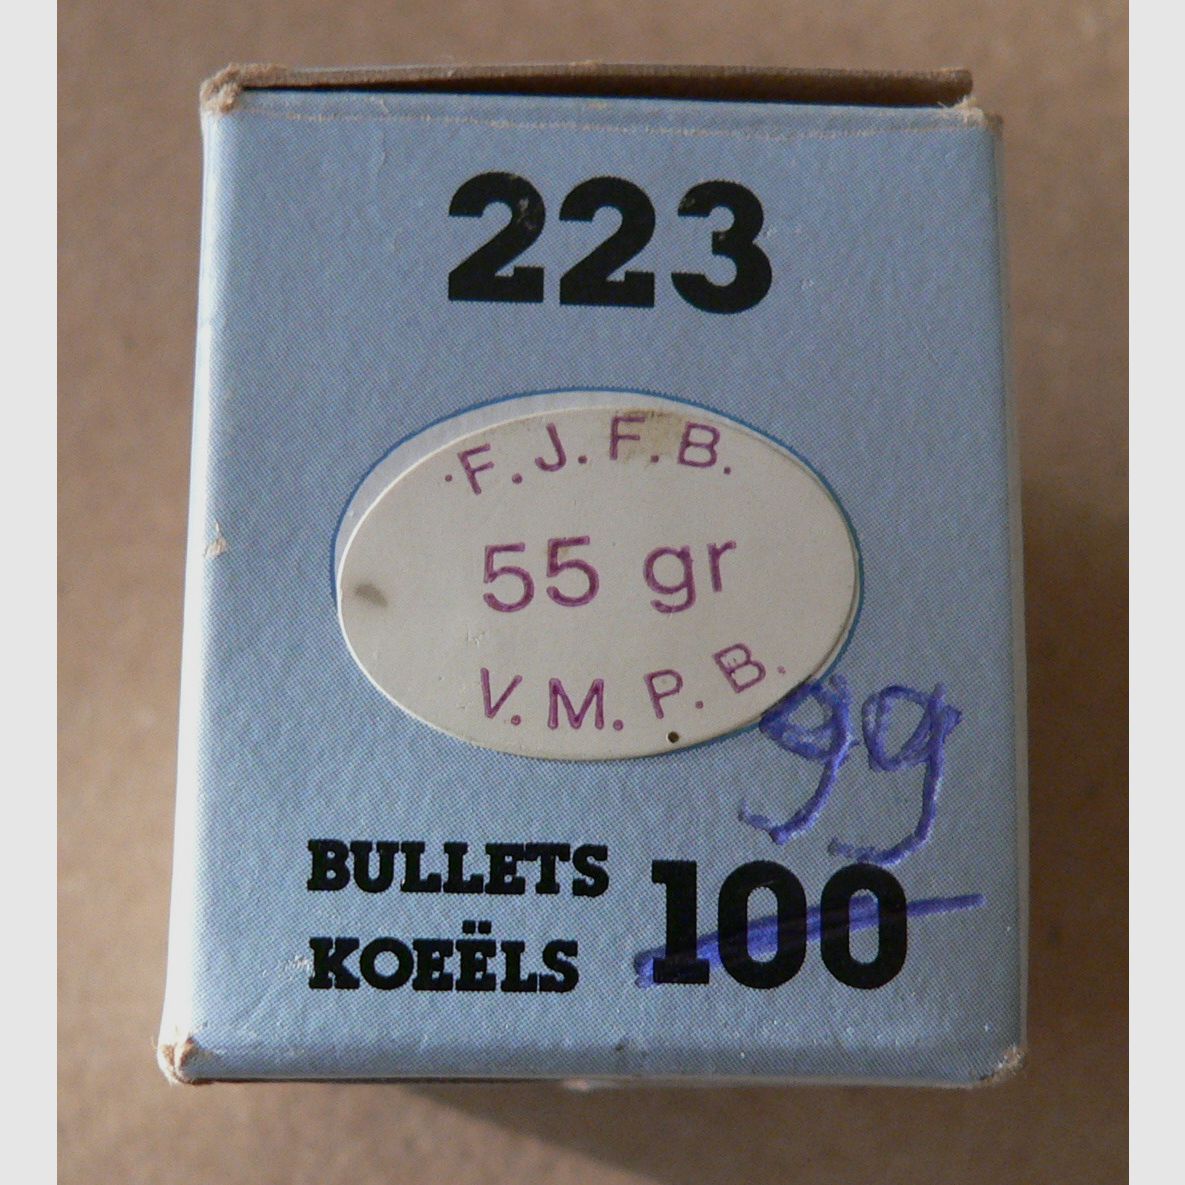 223
.F.J.F.B.
55 gr
V.M.P.B.
99
BULLETS 100
KOEËLS